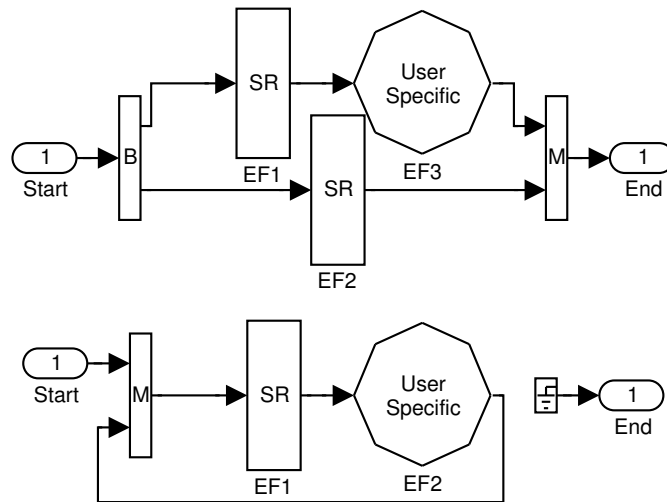 SR
User
Specific
1
B
M
1
Start
EF1
EF3
End
SR
EF2
1
Start
M
SR
User
Specific
1
End
EF1
EF2